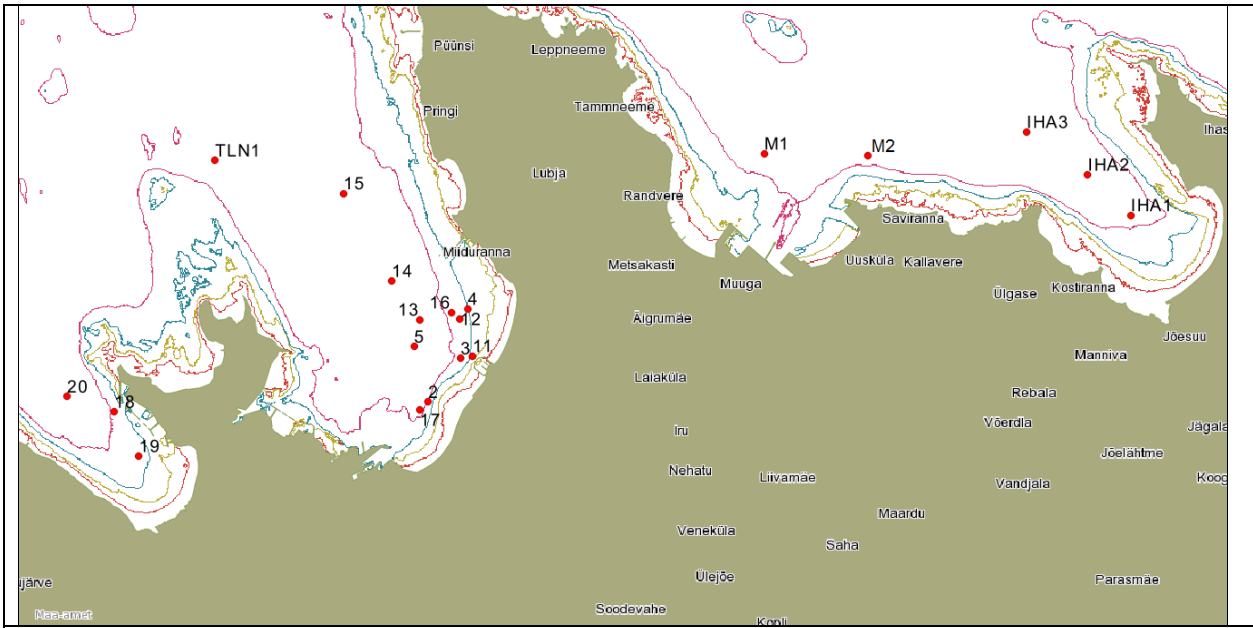 Püünsi
Leppneeme
Pringi
Tammneeme
Ihas
IHA3
M1
M2
TLN1
Lubja
IHA2
15
Randvere
IHA1
Saviranna
Miiduranna
Metsakasti
Uusküla
Kallavere
14
Muuga
Kostiranna
Ülgase
16
4
13
12
Äigrumäe
Jõesuu
5
3
11
Manniva
Laiaküla
20
2
Rebala
18
17
Võerdla
Jägala
Iru
19
Jõelähtme
Nehatu
Liivamäe
Koog
Vandjala
Maardu
Veneküla
Saha
Ülejõe
ujärve
Parasmäe
Soodevahe
Maa-amet
Kopli